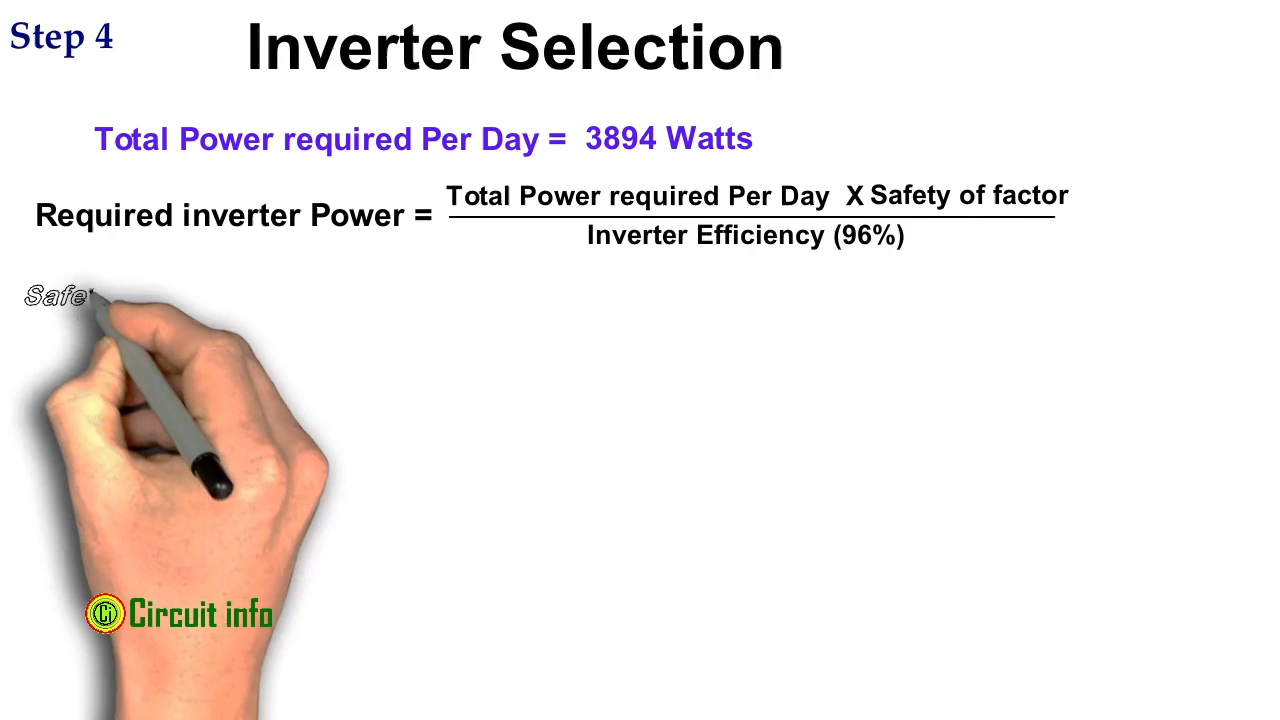 Step 4
Inverter Selection
Total Power required Per Day = 3894 Watts
Required inverter Power = Total Power required Per Day X Safety of factor
Inverter Efficiency (96%)
Safe
Ci Circuit info